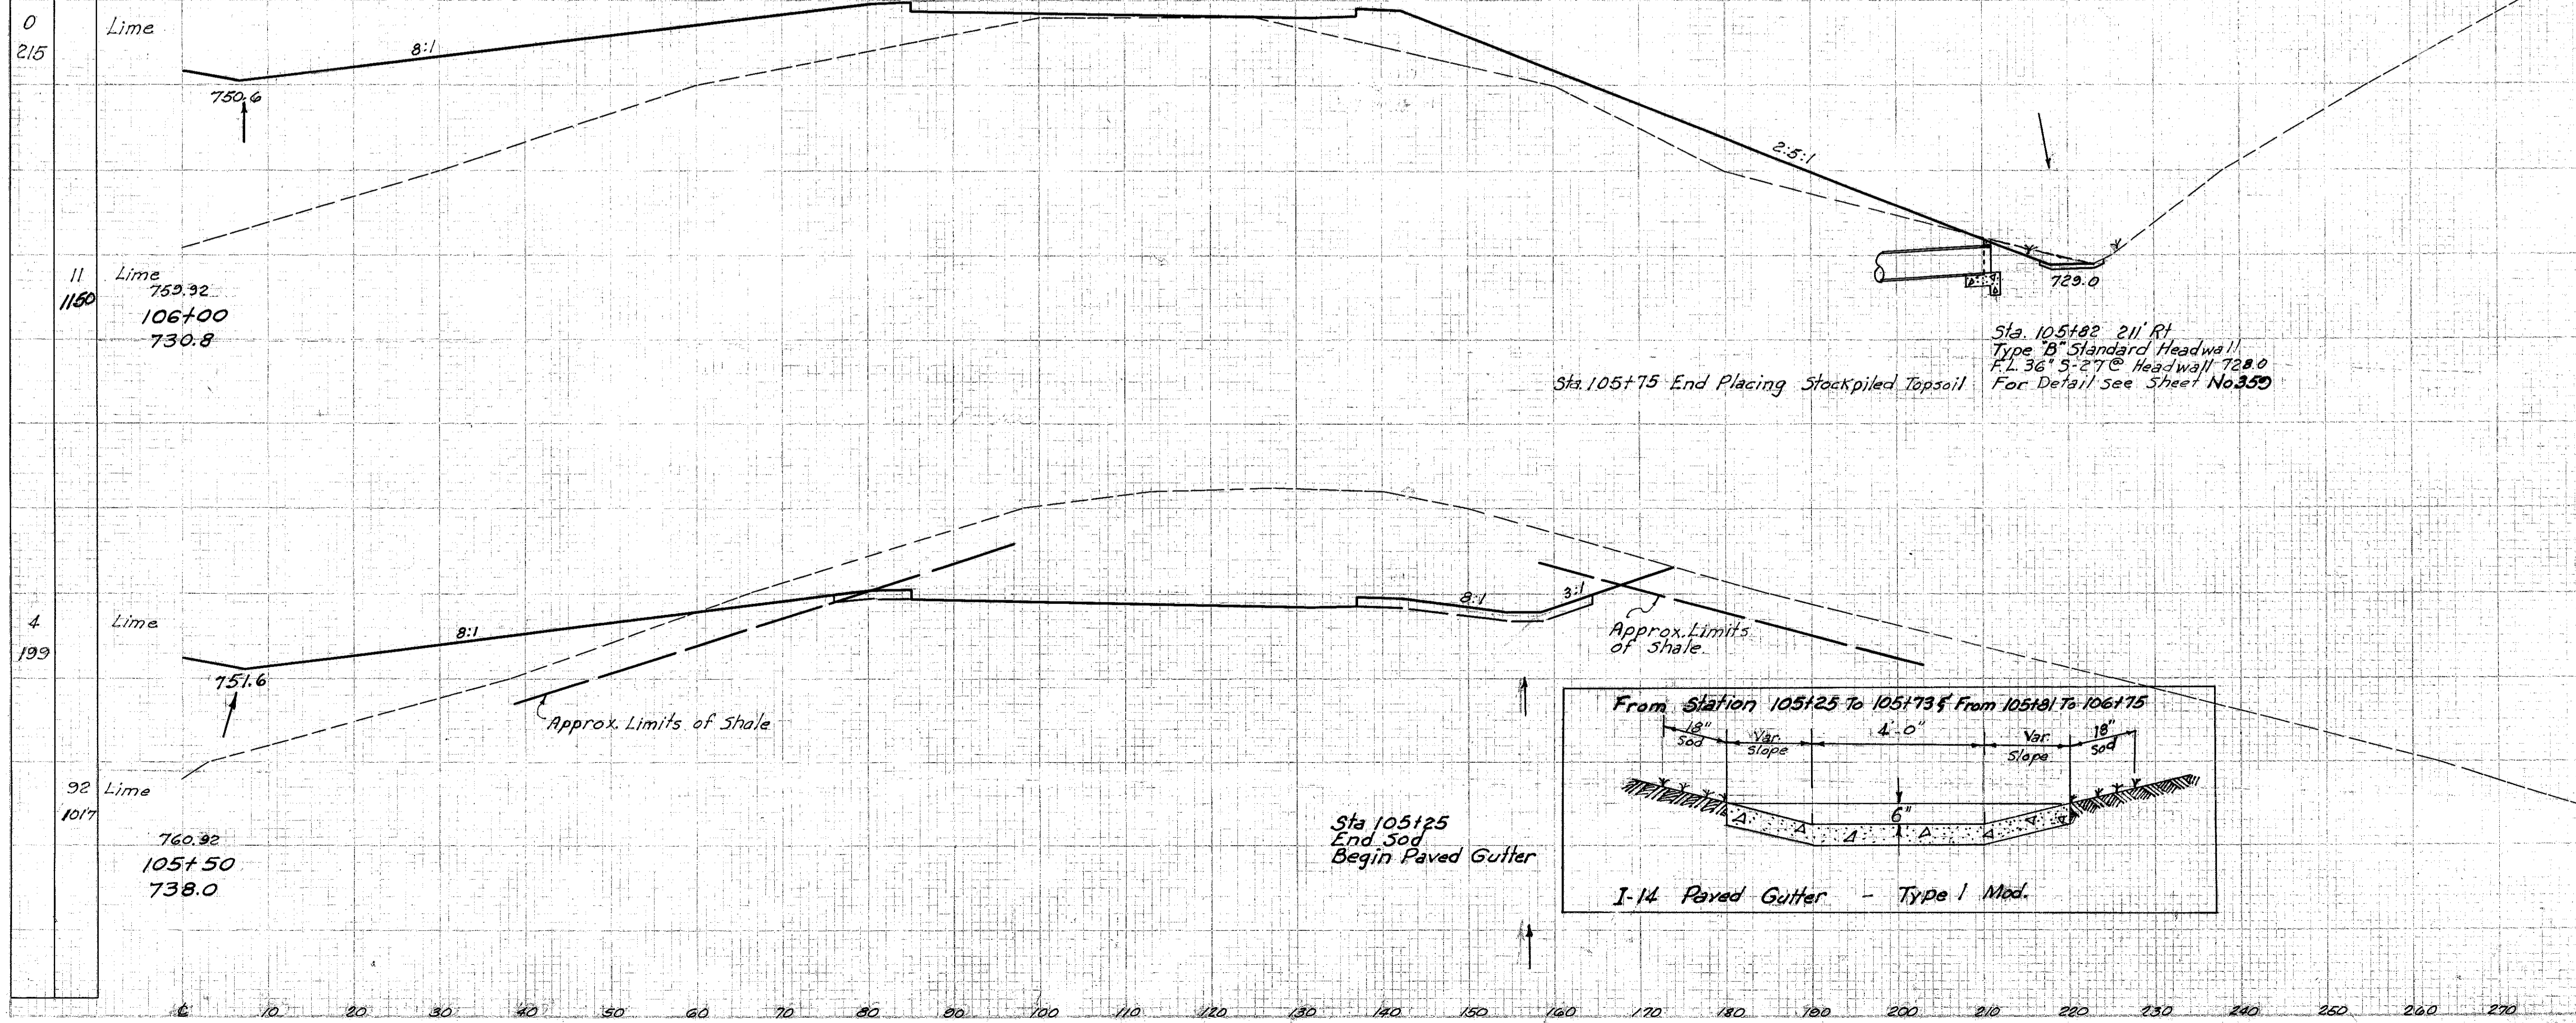 0
215
Lime
8:1
750.6
2:5:1
729.0
11
1150
Lime
759.92
106+00
730.8
Sta. 105+82 211' Rt
Type "B" Standard Headwall
F.L. 36" S-27 @ Headwall 728.0
For Detail see Sheet No 359
Sta. 105+75 End Placing Stockpiled Topsoil
4
199
Lime
8:1
751.6
Approx. Limits of Shale
8:1
3:1
Approx. Limits
of Shale
92
1017
Lime
760.92
105+50
738.0
Sta 105+25
End Sod
Begin Paved Gutter
From Station 105+25 To 105+73 & From 105+81 To 106+75
18"
Sod
Var.
Slope
4'-0"
Var.
Slope
18"
Sod
6"
I-14 Paved Gutter - Type 1 Mod.
℄ 10 20 30 40 50 60 70 80 90 100 110 120 130 140 150 160 170 180 190 200 210 220 230 240 250 260 270